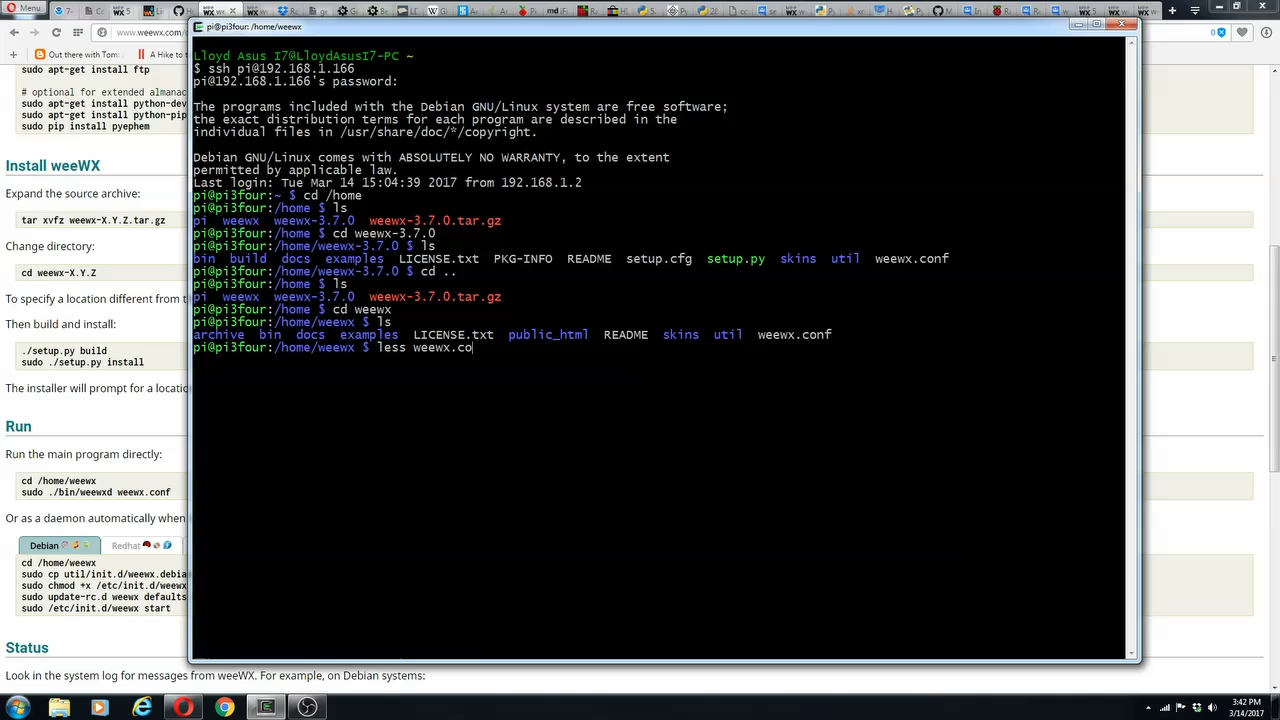 Menu
pi@pi3four: /home/weewx
www.weewx.com/d
Out there with Tom:
A Hike to
sudo apt-get install ftp
# optional for extended almanac
sudo apt-get install python-dev
sudo apt-get install python-pip
sudo pip install pyephem
Install weeWX
Expand the source archive:
tar xvfz weewx-X.Y.Z.tar.gz
Change directory:
cd weewx-X.Y.Z
To specify a location different from t
Then build and install:
./setup.py build
sudo ./setup.py install
The installer will prompt for a locatio
Run
Run the main program directly:
cd /home/weewx
sudo ./bin/weewxd weewx.conf
Or as a daemon automatically when
Debian
Redhat
cd /home/weewx
sudo cp util/init.d/weewx.debia
sudo chmod +x /etc/init.d/weewx
sudo update-rc.d weewx defaults
sudo /etc/init.d/weewx start
Status
Look in the system log for messages from weeWX. For example, on Debian systems:
Lloyd Asus I7@LloydAsusI7-PC ~
$ ssh pi@192.168.1.166
pi@192.168.1.166's password:
The programs included with the Debian GNU/Linux system are free software;
the exact distribution terms for each program are described in the
individual files in /usr/share/doc/*/copyright.
Debian GNU/Linux comes with ABSOLUTELY NO WARRANTY, to the extent
permitted by applicable law.
Last login: Tue Mar 14 15:04:39 2017 from 192.168.1.2
pi@pi3four:~ $ cd /home
pi@pi3four:/home $ ls
pi weewx weewx-3.7.0 weewx-3.7.0.tar.gz
pi@pi3four:/home $ cd weewx-3.7.0
pi@pi3four:/home/weewx-3.7.0 $ ls
bin build docs examples LICENSE.txt PKG-INFO README setup.cfg setup.py skins util weewx.conf
pi@pi3four:/home/weewx-3.7.0 $ cd ..
pi@pi3four:/home $ ls
pi weewx weewx-3.7.0 weewx-3.7.0.tar.gz
pi@pi3four:/home $ cd weewx
pi@pi3four:/home/weewx $ ls
archive bin docs examples LICENSE.txt public_html README skins util weewx.conf
pi@pi3four:/home/weewx $ less weewx.co
3:42 PM
3/14/2017